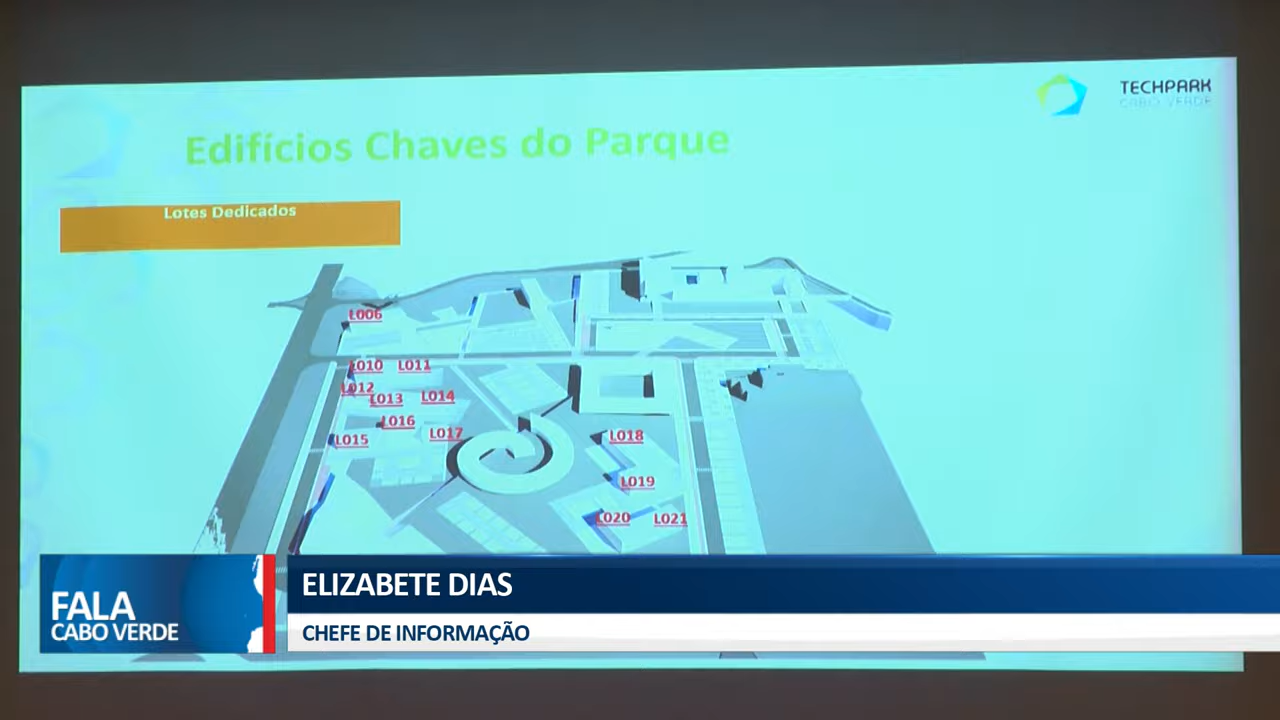 TECHPARK
CABO VERDE
Edifícios Chaves do Parque
Lotes Dedicados
L006
L010 L011
L012
L013 L014
L016
L015 L017
L018
L019
L020 L021
FALA
CABO VERDE
ELIZABETE DIAS
CHEFE DE INFORMAÇÃO